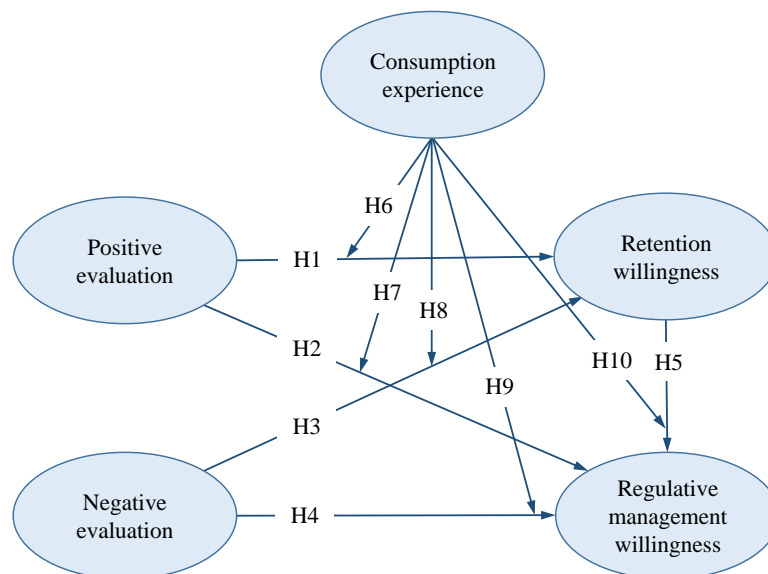 Consumption
experience
H6
Positive
evaluation
H1
Retention
willingness
H7
H8
H2
H10
H5
H9
H3
Negative
evaluation
H4
Regulative
management
willingness